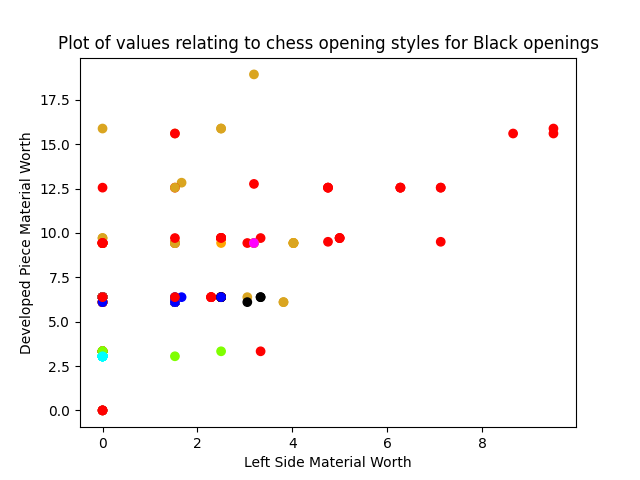 Plot of values relating to chess opening styles for Black openings
17.5
15.0
12.5
10.0
7.5
5.0
2.5
0.0
Developed Piece Material Worth
0 2 4 6 8
Left Side Material Worth